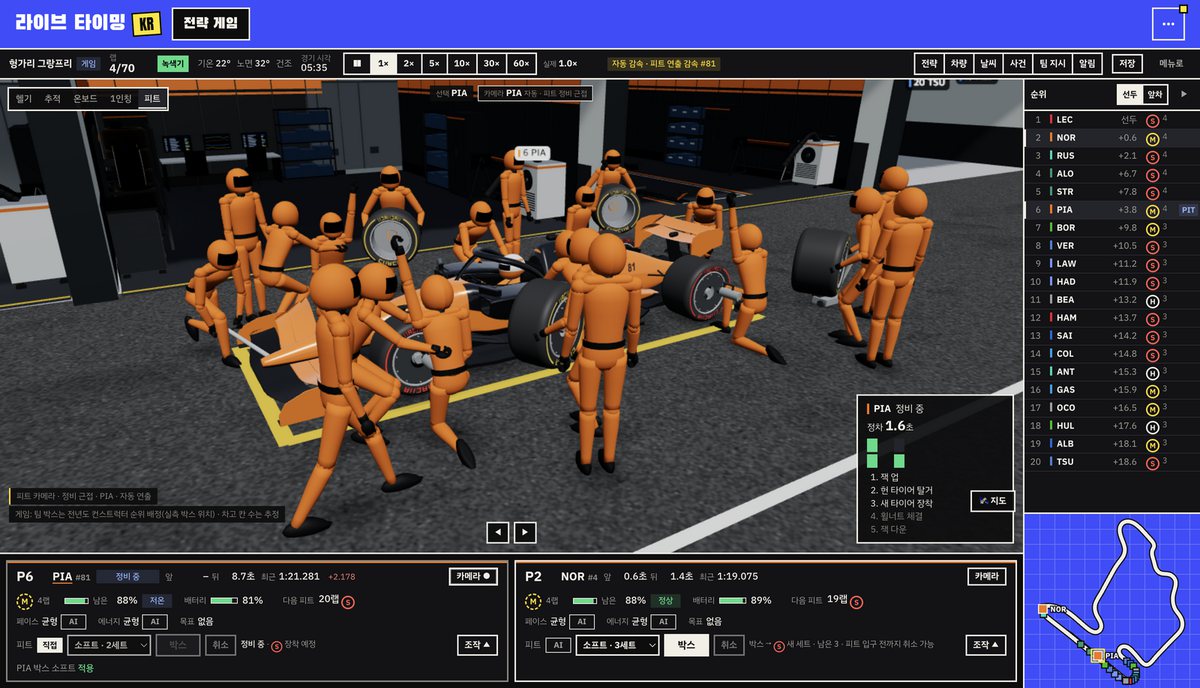 라이브 타이밍 KR 전략 게임 ...
헝가리 그랑프리 게임 랩 4/70 녹색기 기온 22° 노면 32° 건조 경기 시각 05:35 1× 2× 5× 10× 30× 60× 실제 1.0× 자동 감속 · 피트 연출 감속 #81 전략 차량 날씨 사건 팀 지시 알림 저장 메뉴로
헬기 추적 온보드 1인칭 피트
선택 PIA 카메라 PIA 자동 · 피트 정비 근접
20 TSU
6 PIA
81
순위 선두 앞차
1 LEC 선두 S 4
2 NOR +0.6 M 4
3 RUS +2.1 S 4
4 ALO +6.7 S 4
5 STR +7.8 S 4
6 PIA +3.8 M 4 PIT
7 BOR +9.8 M 3
8 VER +10.5 S 3
9 LAW +11.2 S 3
10 HAD +11.9 S 3
11 BEA +13.2 H 3
12 HAM +13.7 S 3
13 SAI +14.2 S 3
14 COL +14.8 S 3
15 ANT +15.3 H 3
16 GAS +15.9 M 3
17 OCO +16.5 M 3
18 HUL +17.6 H 3
19 ALB +18.1 M 3
20 TSU +18.6 S 3
PIA 정비 중
정차 1.6초
1. 잭 업
2. 헌 타이어 탈거
3. 새 타이어 장착
4. 휠너트 체결
5. 잭 다운
지도
피트 카메라 · 정비 근접 · PIA · 자동 연출
게임: 팀 박스는 전년도 컨스트럭터 순위 배정(실측 박스 위치) · 차고 칸 수는 추정
P6 PIA #81 정비 중 앞 – 뒤 8.7초 최근 1:21.281 +2.178 카메라
M 4랩 남은 88% 저온 배터리 81% 다음 피트 20랩 S
페이스 균형 AI 에너지 균형 AI 목표 없음
피트 직접 소프트 · 2세트 박스 취소 정비 중 · S 장착 예정 조작
PIA 박스 소프트 적용
P2 NOR #4 앞 0.6초 뒤 1.4초 최근 1:19.075 카메라
M 4랩 남은 88% 정상 배터리 89% 다음 피트 19랩 S
페이스 균형 AI 에너지 균형 AI 목표 없음
피트 AI 소프트 · 3세트 박스 취소 박스 → S 새 세트 · 남은 3 · 피트 입구 전까지 취소 가능 조작
NOR
PIA